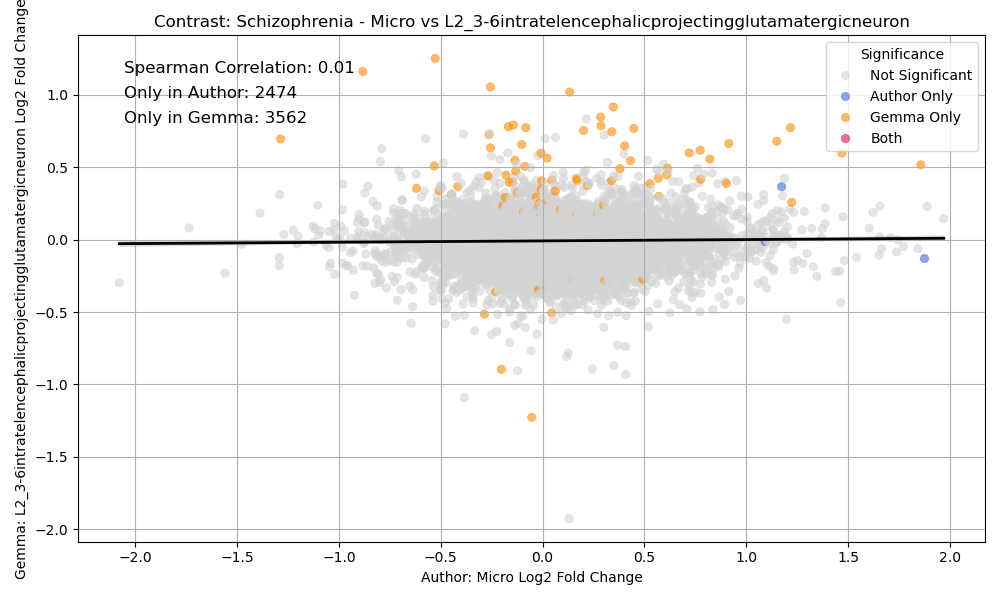 Contrast: Schizophrenia - Micro vs L2_3-6intratelencephalicprojectingglutamatergicneuron
Gemma: L2_3-6intratelencephalicprojectingglutamatergicneuron Log2 Fold Change
Spearman Correlation: 0.01
Only in Author: 2474
Only in Gemma: 3562
Significance
Not Significant
Author Only
Gemma Only
Both
1.0
0.5
0.0
−0.5
−1.0
−1.5
−2.0
−2.0 −1.5 −1.0 −0.5 0.0 0.5 1.0 1.5 2.0
Author: Micro Log2 Fold Change